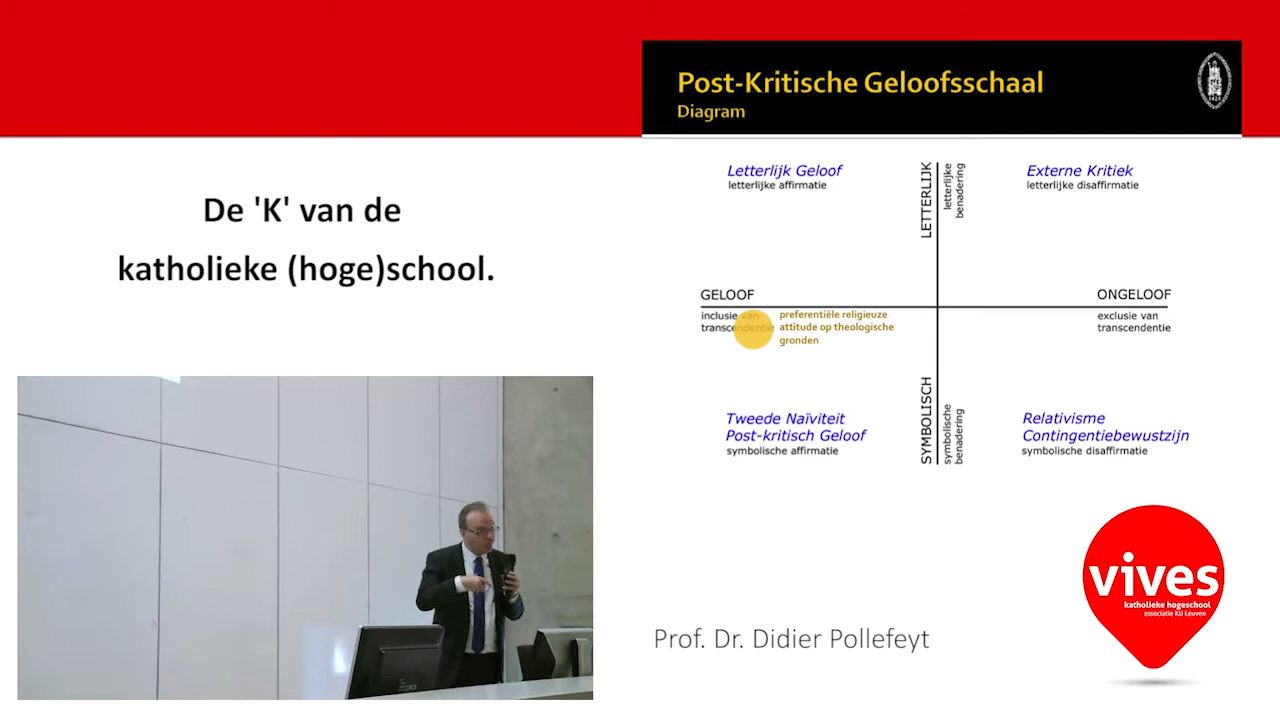 De 'K' van de
katholieke (hoge)school.
Post-Kritische Geloofsschaal
Diagram
Letterlijk Geloof
letterlijke affirmatie
LETTERLIJK
letterlijke
benadering
Externe Kritiek
letterlijke disaffirmatie
GELOOF
inclusie van
transcendentie
preferentiële religieuze
attitude op theologische
gronden
ONGELOOF
exclusie van
transcendentie
Tweede Naïviteit
Post-kritisch Geloof
symbolische affirmatie
SYMBOLISCH
symbolische
benadering
Relativisme
Contingentiebewustzijn
symbolische disaffirmatie
Prof. Dr. Didier Pollefeyt
vives
katholieke hogeschool
associatie KU Leuven